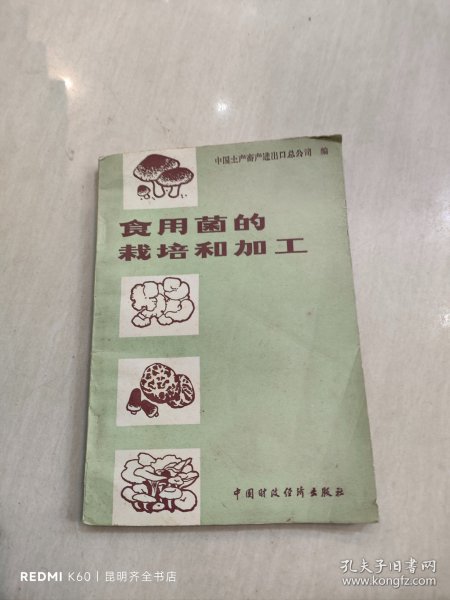 中国土产畜产进出口总公司 编
食用菌的
栽培和加工
中国财政经济出版社
REDMI K60 | 昆明齐全书店
孔夫子旧书网
www.kongfz.com